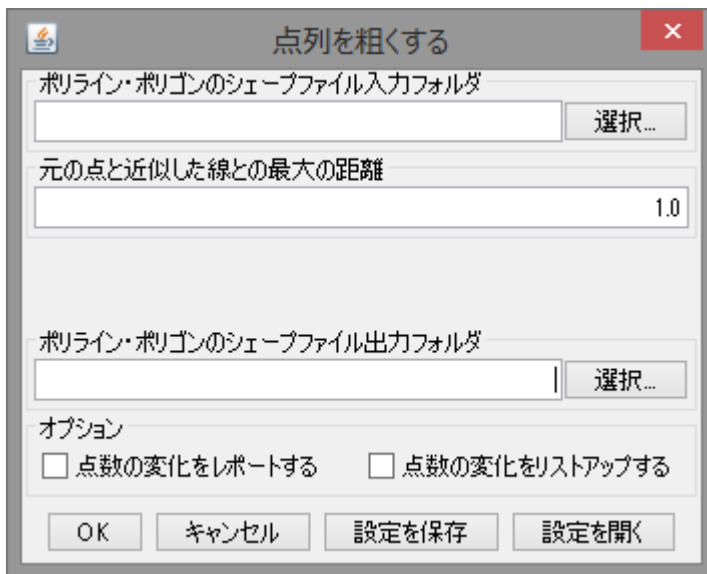 点列を粗くする
ポリライン・ポリゴンのシェープファイル入力フォルダ
選択...
元の点と近似した線との最大の距離
1.0
ポリライン・ポリゴンのシェープファイル出力フォルダ
選択...
オプション
点数の変化をレポートする 点数の変化をリストアップする
OK キャンセル 設定を保存 設定を開く